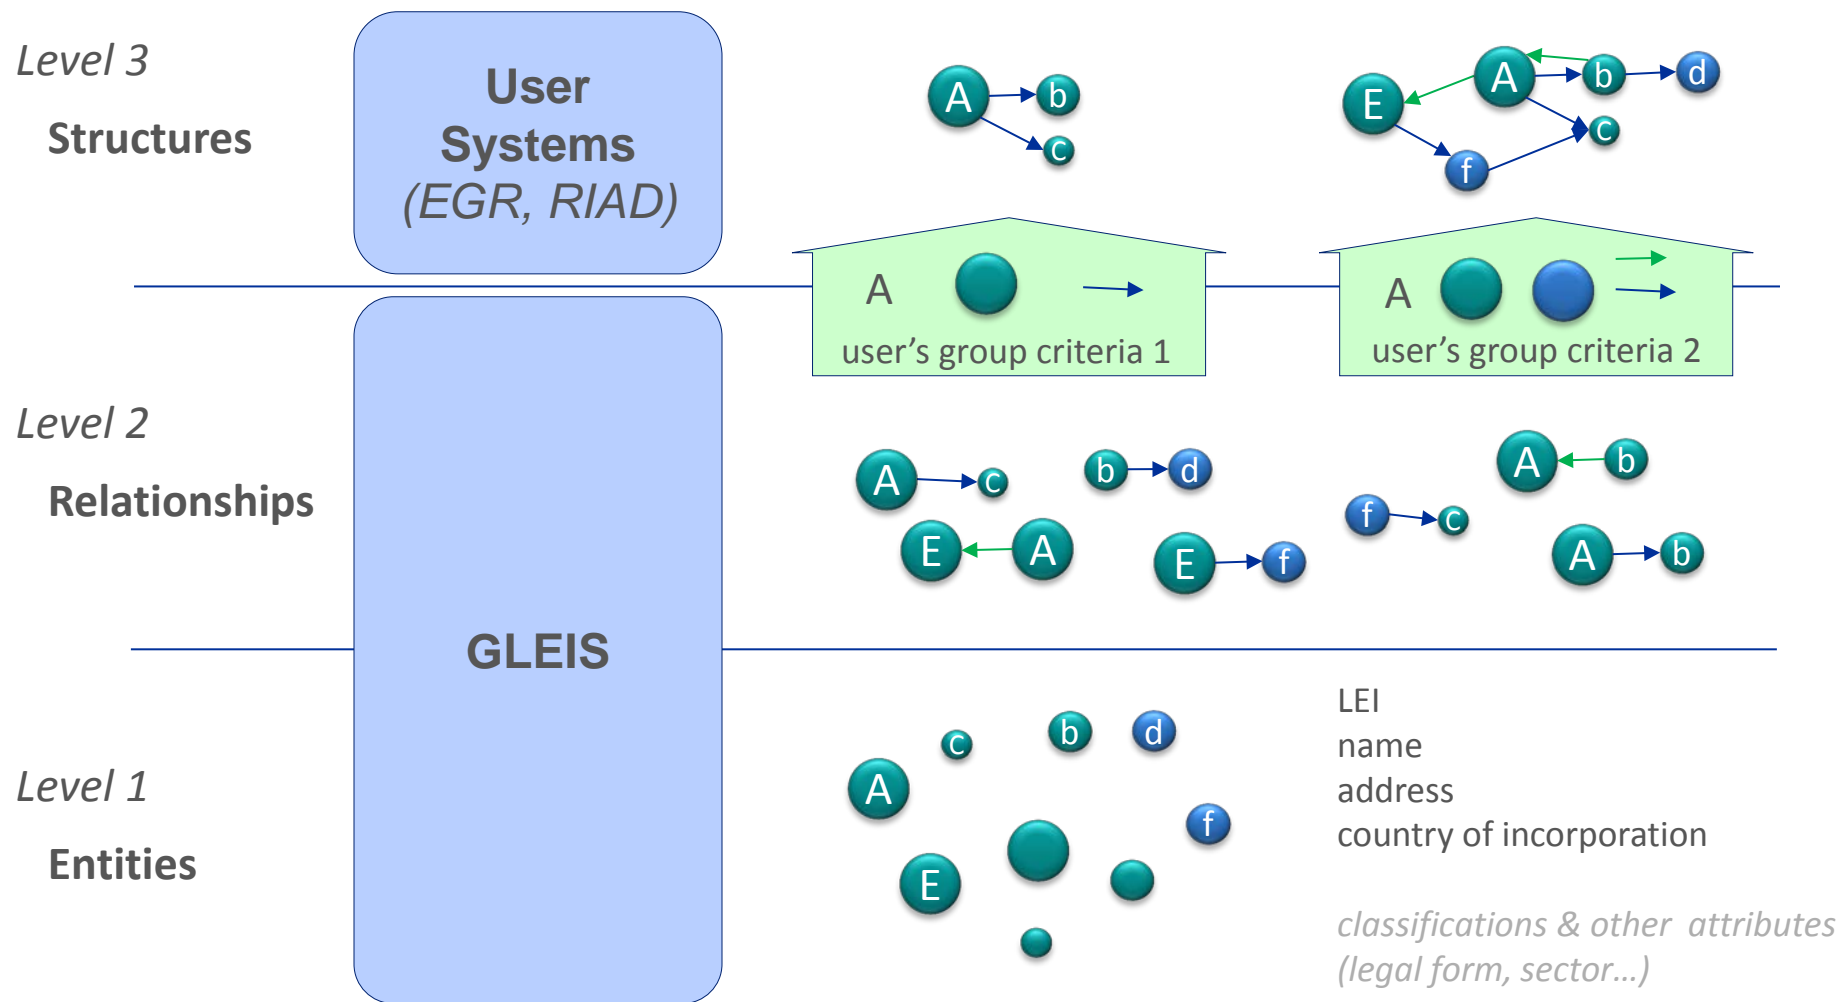 Level 3
Structures
User
Systems
(EGR, RIAD)
A b
c
E A b d
c
f
A
user's group criteria 1
A
user's group criteria 2
Level 2
Relationships
A c
b d
A b
E A
E f
f c
A b
GLEIS
Level 1
Entities
c b d
A
f
E
LEI
name
address
country of incorporation
classifications & other attributes
(legal form, sector...)